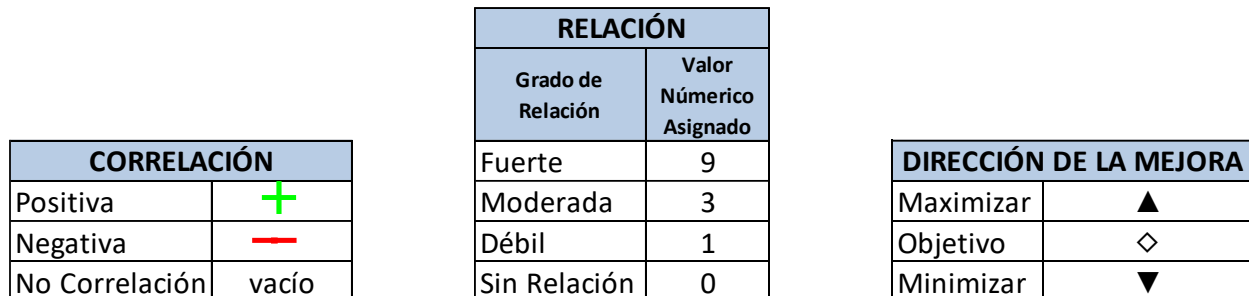 CORRELACIÓN
Positiva +
Negativa −
No Correlación vacío
RELACIÓN
Grado de Relación
Valor Númerico Asignado
Fuerte 9
Moderada 3
Débil 1
Sin Relación 0
DIRECCIÓN DE LA MEJORA
Maximizar ▲
Objetivo ◇
Minimizar ▼